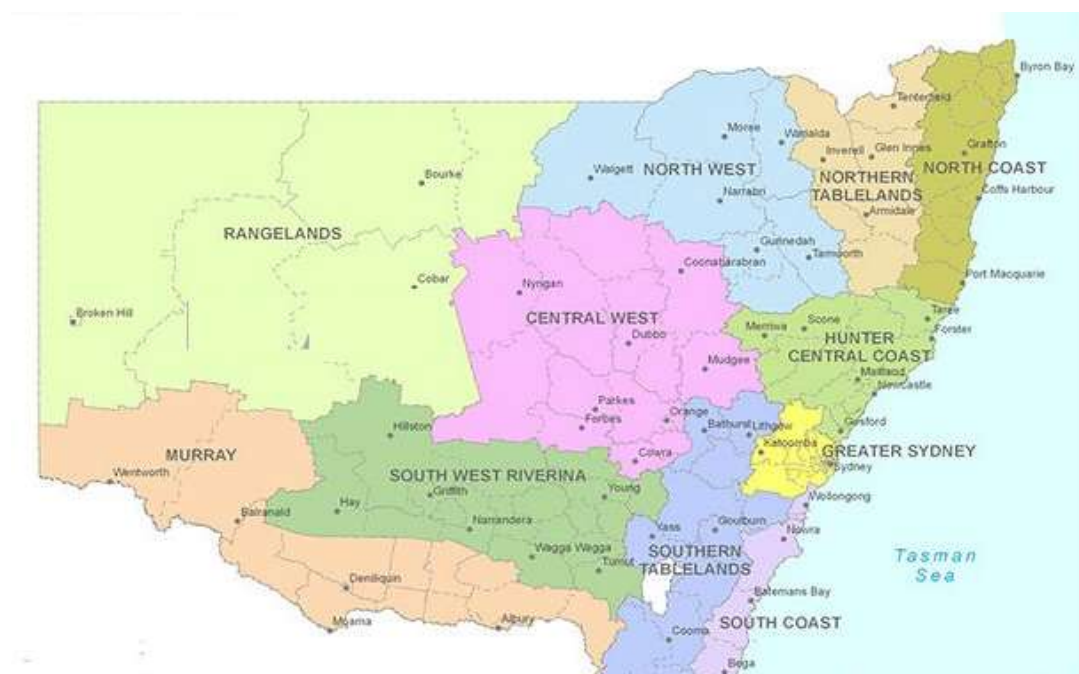 Byron Bay
Tenterfield
Moree
Warialda
Grafton
Inverell
Glen Innes
NORTH WEST
NORTH COAST
Walgett
Bourke
NORTHERN
TABLELANDS
Coffs Harbour
Narrabri
Armidale
RANGELANDS
Gunnedah
Tamworth
Coonabarabran
Port Macquarie
Cobar
Nyngan
Broken Hill
Taree
CENTRAL WEST
Scone
Merriwa
Forster
HUNTER
CENTRAL COAST
Dubbo
Mudgee
Maitland
Newcastle
Parkes
Forbes
Orange
Bathurst
Lithgow
Gosford
Hillston
Katoomba
GREATER SYDNEY
MURRAY
Cowra
Sydney
Wentworth
SOUTH WEST RIVERINA
Griffith
Young
Wollongong
Hay
Balranald
Narrandera
Yass
Goulburn
Nowra
Wagga Wagga
SOUTHERN
TABLELANDS
Tumut
Tasman
Sea
Deniliquin
Batemans Bay
Moama
Albury
SOUTH COAST
Cooma
Bega